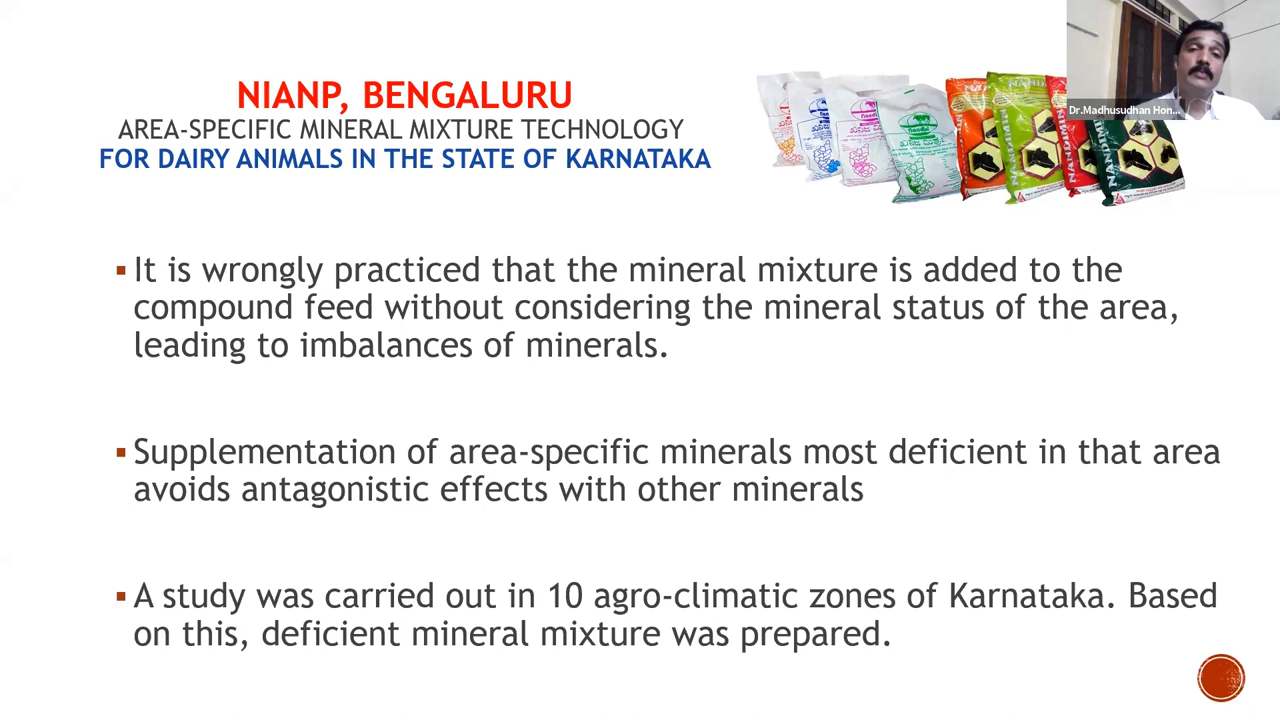 NIANP, BENGALURU
AREA-SPECIFIC MINERAL MIXTURE TECHNOLOGY
FOR DAIRY ANIMALS IN THE STATE OF KARNATAKA
Dr.Madhusudhan Hon...
NANDIMIN
NANDIMIN
▪ It is wrongly practiced that the mineral mixture is added to the
compound feed without considering the mineral status of the area,
leading to imbalances of minerals.
▪ Supplementation of area-specific minerals most deficient in that area
avoids antagonistic effects with other minerals
▪ A study was carried out in 10 agro-climatic zones of Karnataka. Based
on this, deficient mineral mixture was prepared.